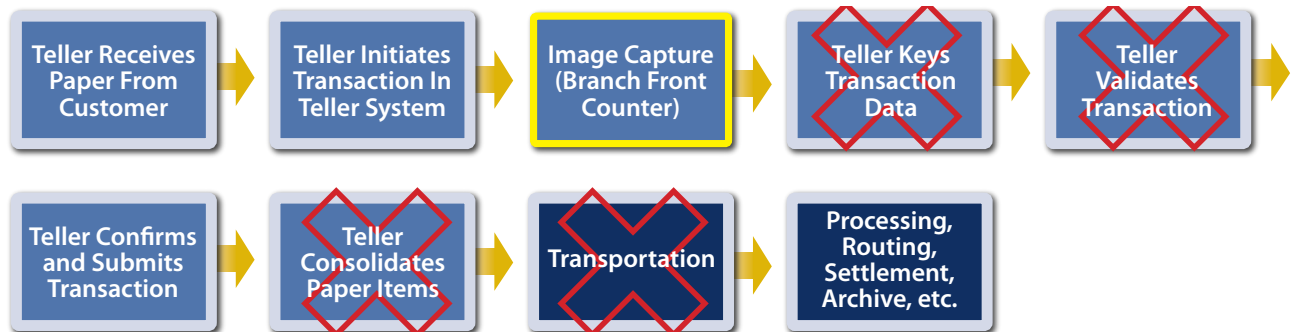 Teller Receives
Paper From
Customer
Teller Initiates
Transaction In
Teller System
Image Capture
(Branch Front
Counter)
Teller Keys
Transaction
Data
Teller
Validates
Transaction
Teller Confirms
and Submits
Transaction
Teller
Consolidates
Paper Items
Transportation
Processing,
Routing,
Settlement,
Archive, etc.